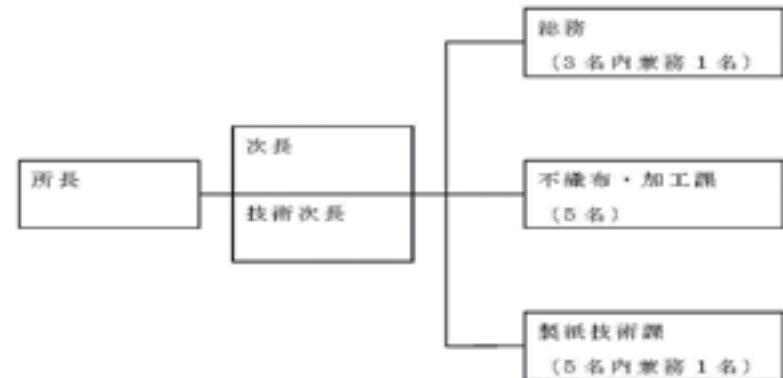 所長
次長
技術次長
総務
（3名内兼務1名）
不織布・加工課
（5名）
製紙技術課
（5名内兼務1名）